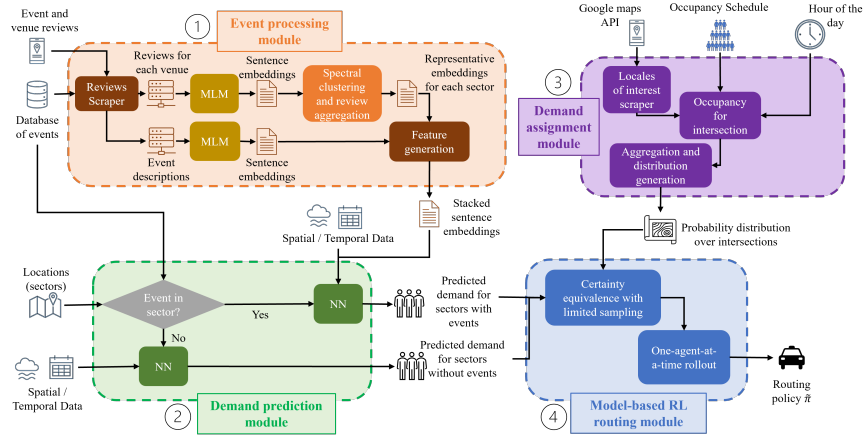 Event and
venue reviews
1
Event processing
module
Reviews for
each venue
Sentence
embeddings
Representative
embeddings
for each sector
Reviews
Scraper
MLM
Spectral
clustering
and review
aggregation
Database
of events
MLM
Feature
generation
Event
descriptions
Sentence
embeddings
Stacked
sentence
embeddings
Spatial / Temporal Data
Google maps
API
Occupancy Schedule
Hour of the
day
3
Demand
assignment
module
Locales
of interest
scraper
Occupancy
for
intersection
Aggregation and
distribution
generation
Probability distribution
over intersections
Locations
(sectors)
Event in
sector?
Yes
NN
Predicted
demand for
sectors with
events
No
NN
Predicted demand
for sectors
without events
Spatial /
Temporal Data
2
Demand prediction
module
Certainty
equivalence with
limited sampling
One-agent-at-
a-time rollout
Routing
policy π̃
4
Model-based RL
routing module